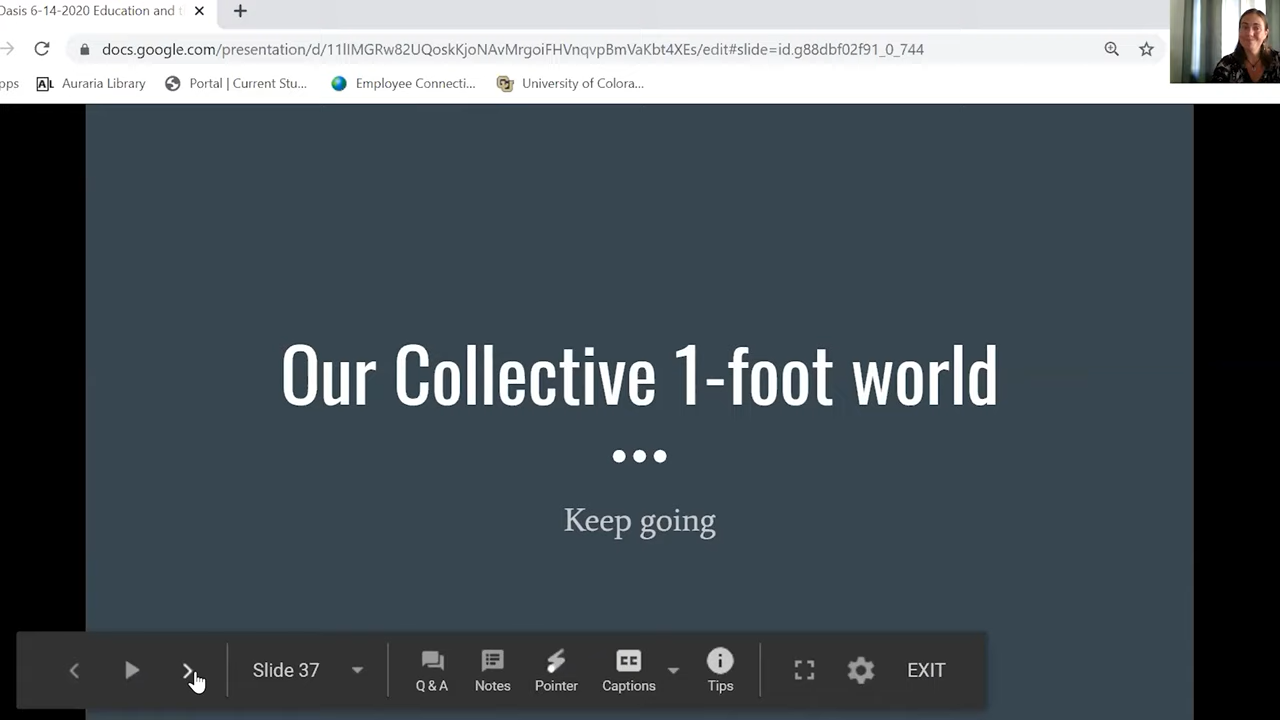 Oasis 6-14-2020 Education and t
docs.google.com/presentation/d/11lIMGRw82UQoskKjoNAvMrgoiFHVnqvpBmVaKbt4XEs/edit#slide=id.g88dbf02f91_0_744
pps AL Auraria Library Portal | Current Stu... Employee Connecti... University of Colora...
Our Collective 1-foot world
Keep going
Slide 37 Q & A Notes Pointer CC Captions Tips EXIT